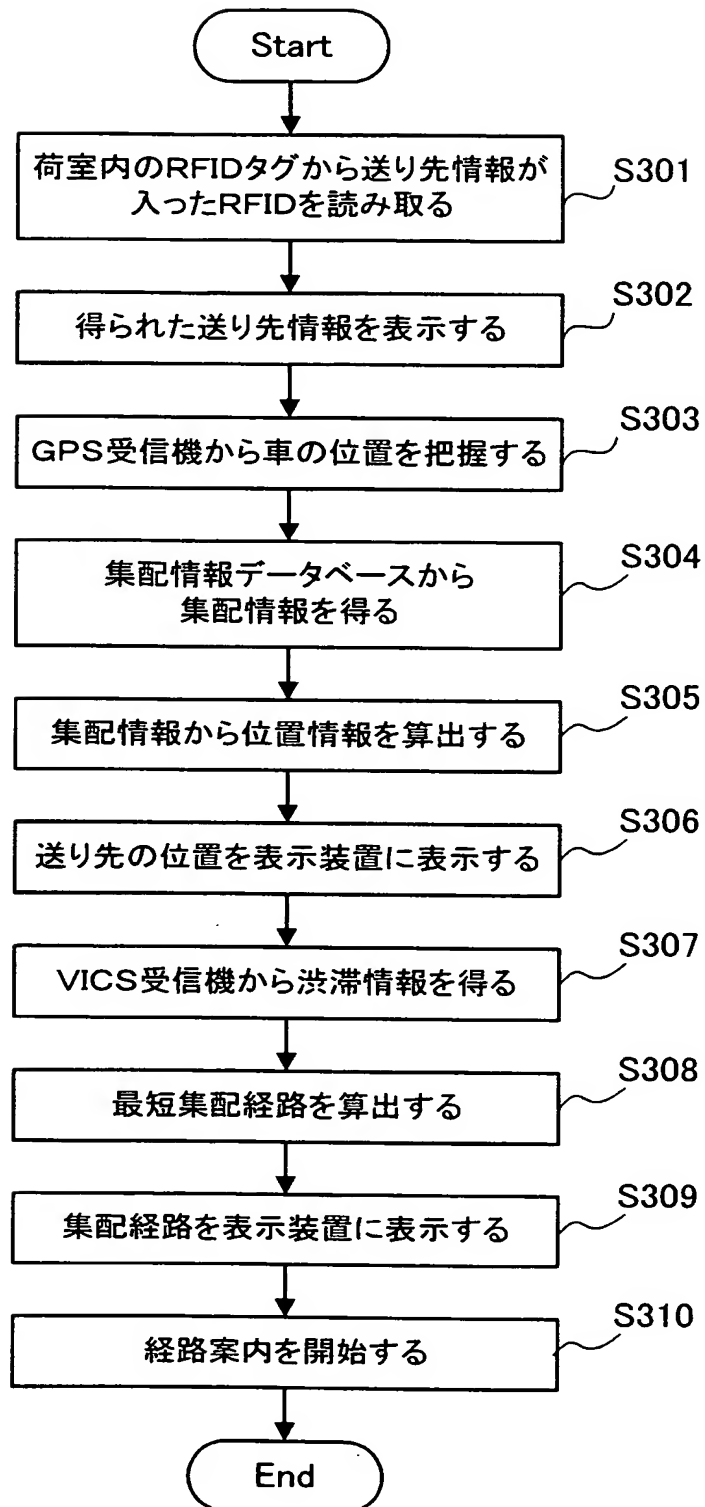 Start
荷室内のRFIDタグから送り先情報が
入ったRFIDを読み取る
S301
得られた送り先情報を表示する
S302
GPS受信機から車の位置を把握する
S303
集配情報データベースから
集配情報を得る
S304
集配情報から位置情報を算出する
S305
送り先の位置を表示装置に表示する
S306
VICS受信機から渋滞情報を得る
S307
最短集配経路を算出する
S308
集配経路を表示装置に表示する
S309
経路案内を開始する
S310
End